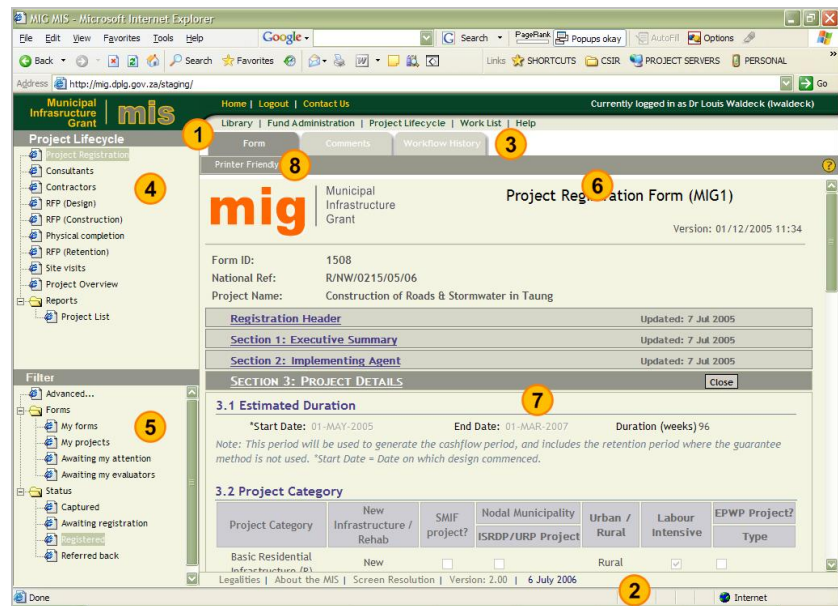 MIG MIS - Microsoft Internet Explorer
File Edit View Favorites Tools Help
Google Search PageRank Popups okay AutoFill Options
Back Search Favorites Links SHORTCUTS CSIR PROJECT SERVERS PERSONAL »
Address http://mig.dplg.gov.za/staging/ Go
Municipal
Infrasructure
Grant
mis
Home | Logout | Contact Us
Currently logged in as Dr Louis Waldeck (lwaldeck)
Library | Fund Administration | Project Lifecycle | Work List | Help
1
Form Comments Workflow History
3
Printer Friendly
8
?
Project Lifecycle
Project Registration
Consultants
Contractors
4
RFP (Design)
RFP (Construction)
Physical completion
RFP (Retention)
Site visits
Project Overview
Reports
Project List
Filter
Advanced...
Forms
My forms
5
My projects
Awaiting my attention
Awaiting my evaluators
Status
Captured
Awaiting registration
Registered
Referred back
mig
Municipal
Infrastructure
Grant
6
Project Registration Form (MIG1)
Version: 01/12/2005 11:34
Form ID: 1508
National Ref: R/NW/0215/05/06
Project Name: Construction of Roads & Stormwater in Taung
Registration Header Updated: 7 Jul 2005
Section 1: Executive Summary Updated: 7 Jul 2005
Section 2: Implementing Agent Updated: 7 Jul 2005
SECTION 3: PROJECT DETAILS Close
7
3.1 Estimated Duration
*Start Date: 01-MAY-2005 End Date: 01-MAR-2007 Duration (weeks) 96
Note: This period will be used to generate the cashflow period, and includes the retention period where the guarantee
method is not used. *Start Date = Date on which design commenced.
3.2 Project Category
Project Category
New
Infrastructure /
Rehab
SMIF
project?
Nodal Municipality
ISRDP/URP Project
Urban /
Rural
Labour
Intensive
EPWP Project?
Type
Basic Residential
Infrastructure (R)
New
Rural
Legalities | About the MIS | Screen Resolution | Version: 2.00 | 6 July 2006
2
Done Internet